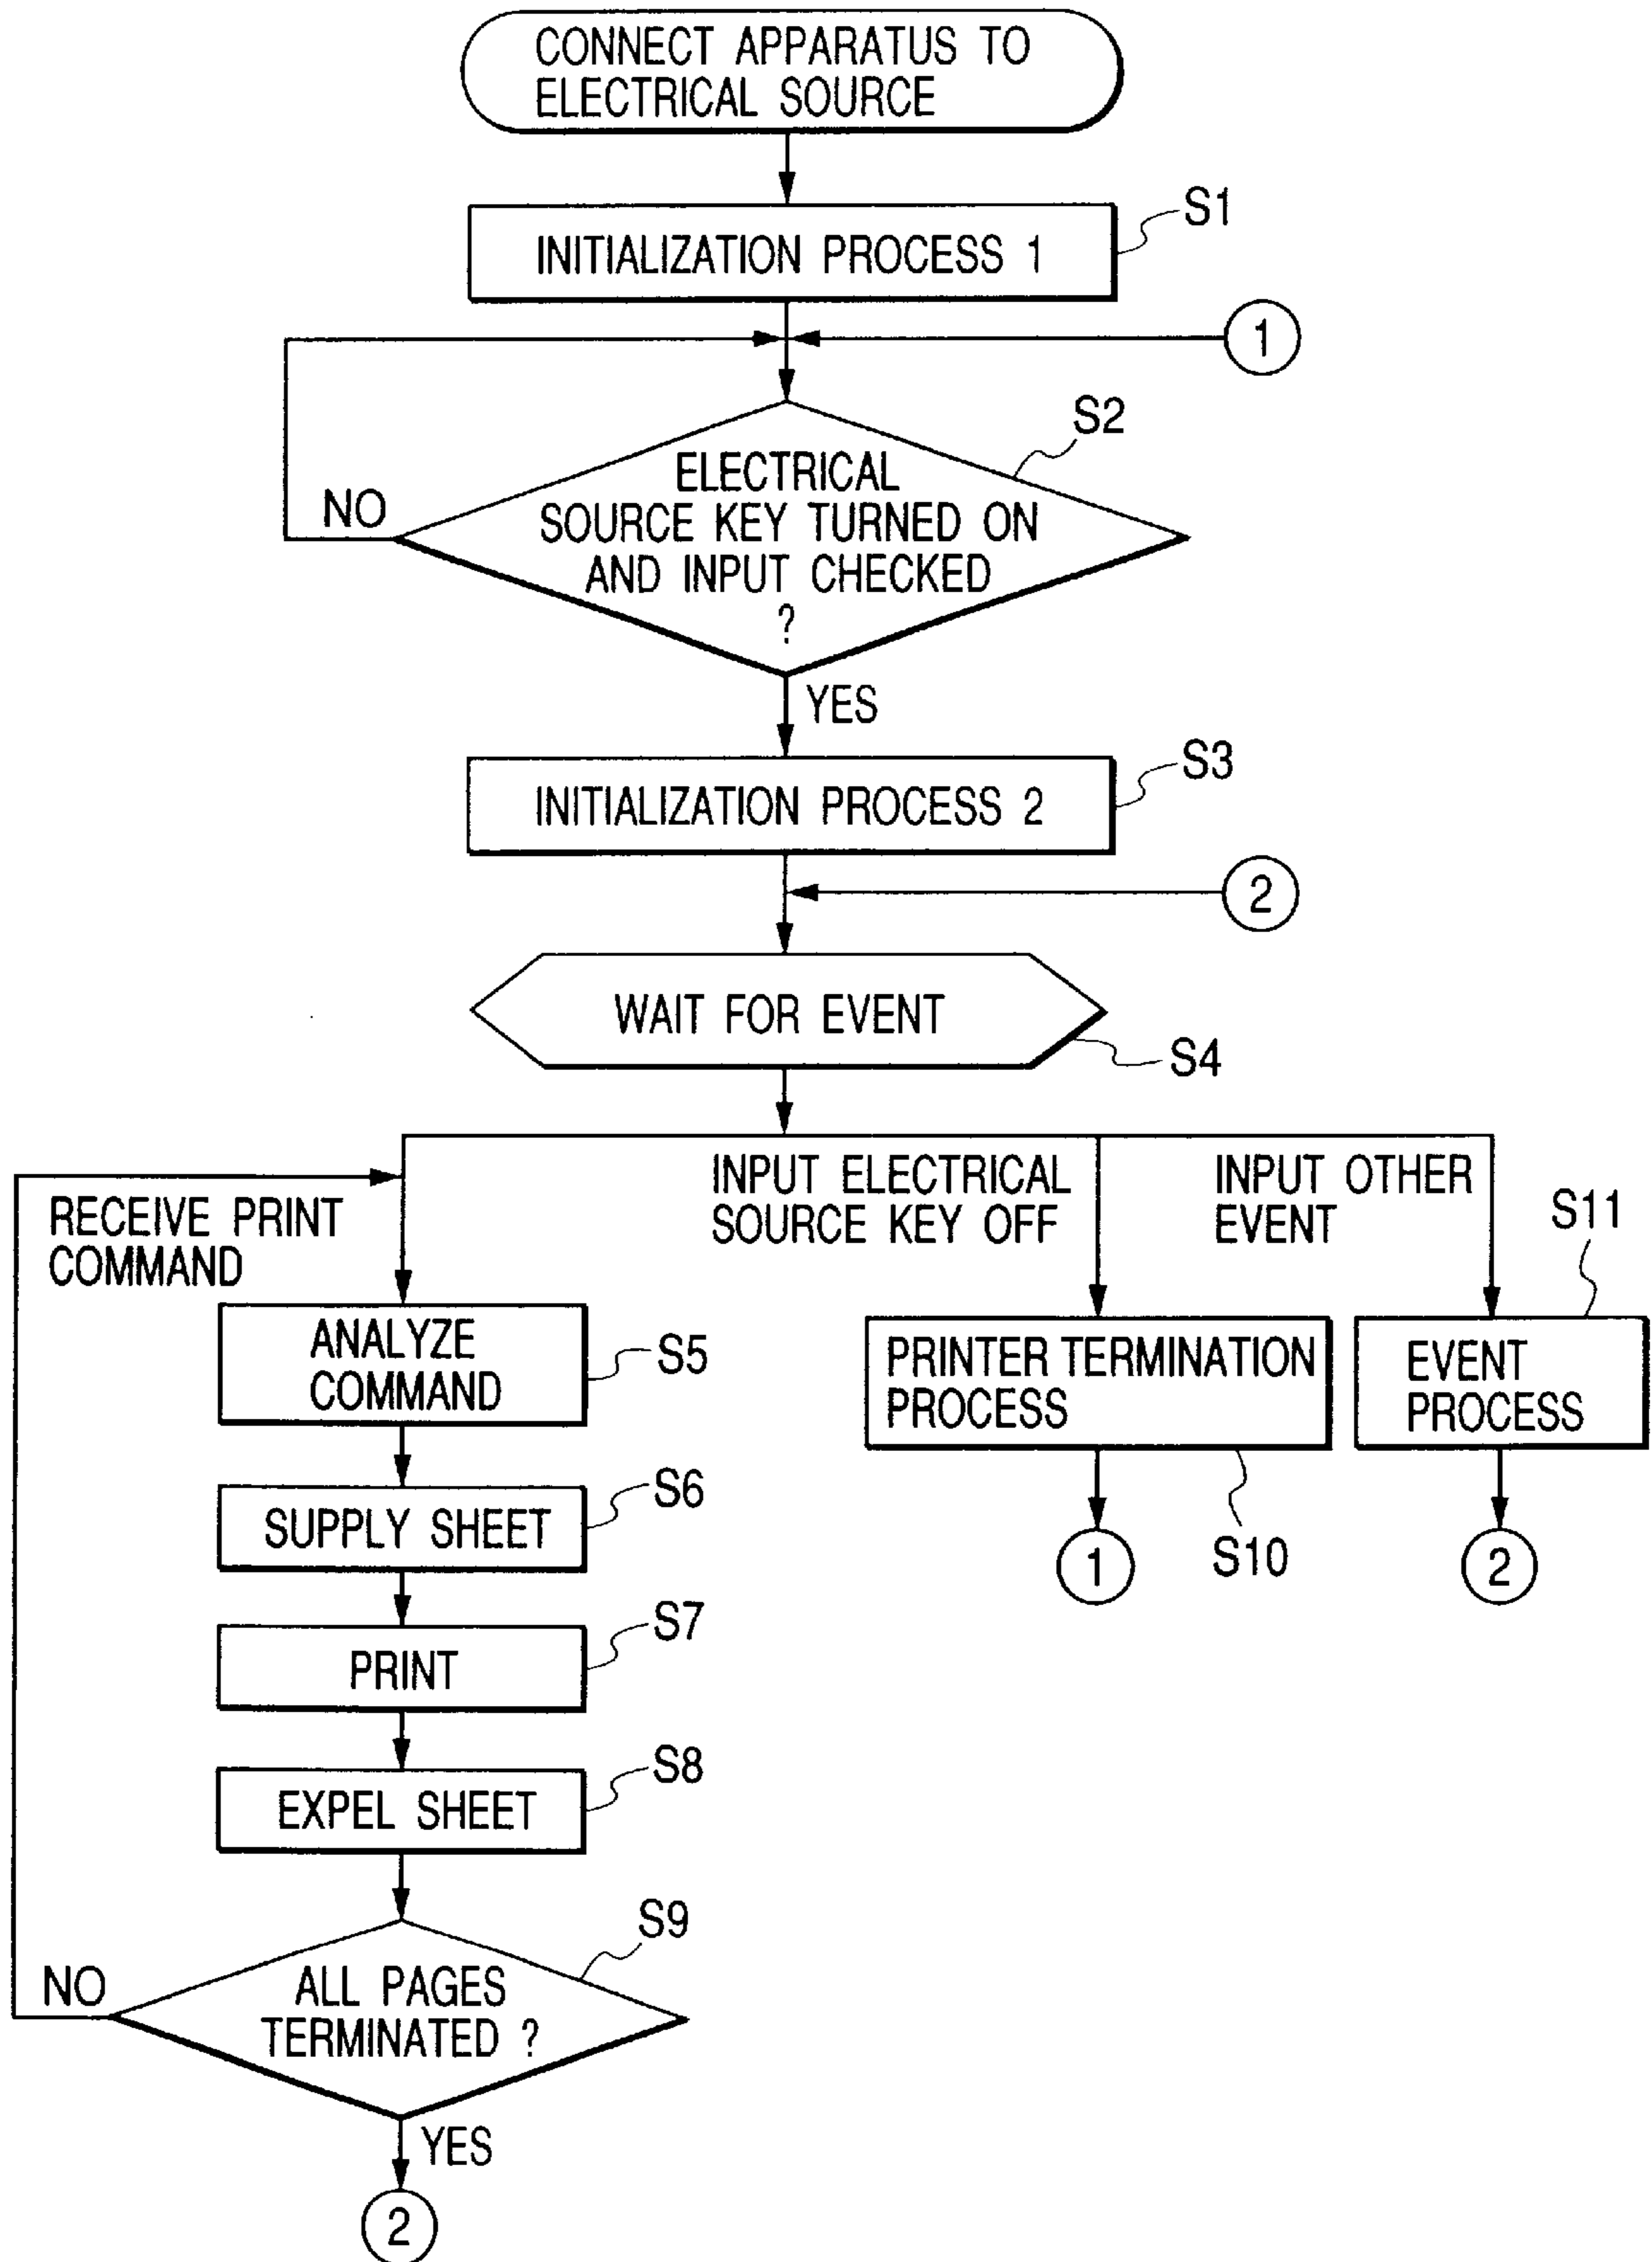 CONNECT APPARATUS TO
ELECTRICAL SOURCE
S1
INITIALIZATION PROCESS 1
1
S2
ELECTRICAL
SOURCE KEY TURNED ON
AND INPUT CHECKED
?
NO
YES
S3
INITIALIZATION PROCESS 2
2
WAIT FOR EVENT
S4
RECEIVE PRINT
COMMAND
INPUT ELECTRICAL
SOURCE KEY OFF
INPUT OTHER
EVENT
S11
ANALYZE
COMMAND
S5
PRINTER TERMINATION
PROCESS
EVENT
PROCESS
S6
SUPPLY SHEET
1
S10
2
S7
PRINT
S8
EXPEL SHEET
S9
NO
ALL PAGES
TERMINATED ?
YES
2